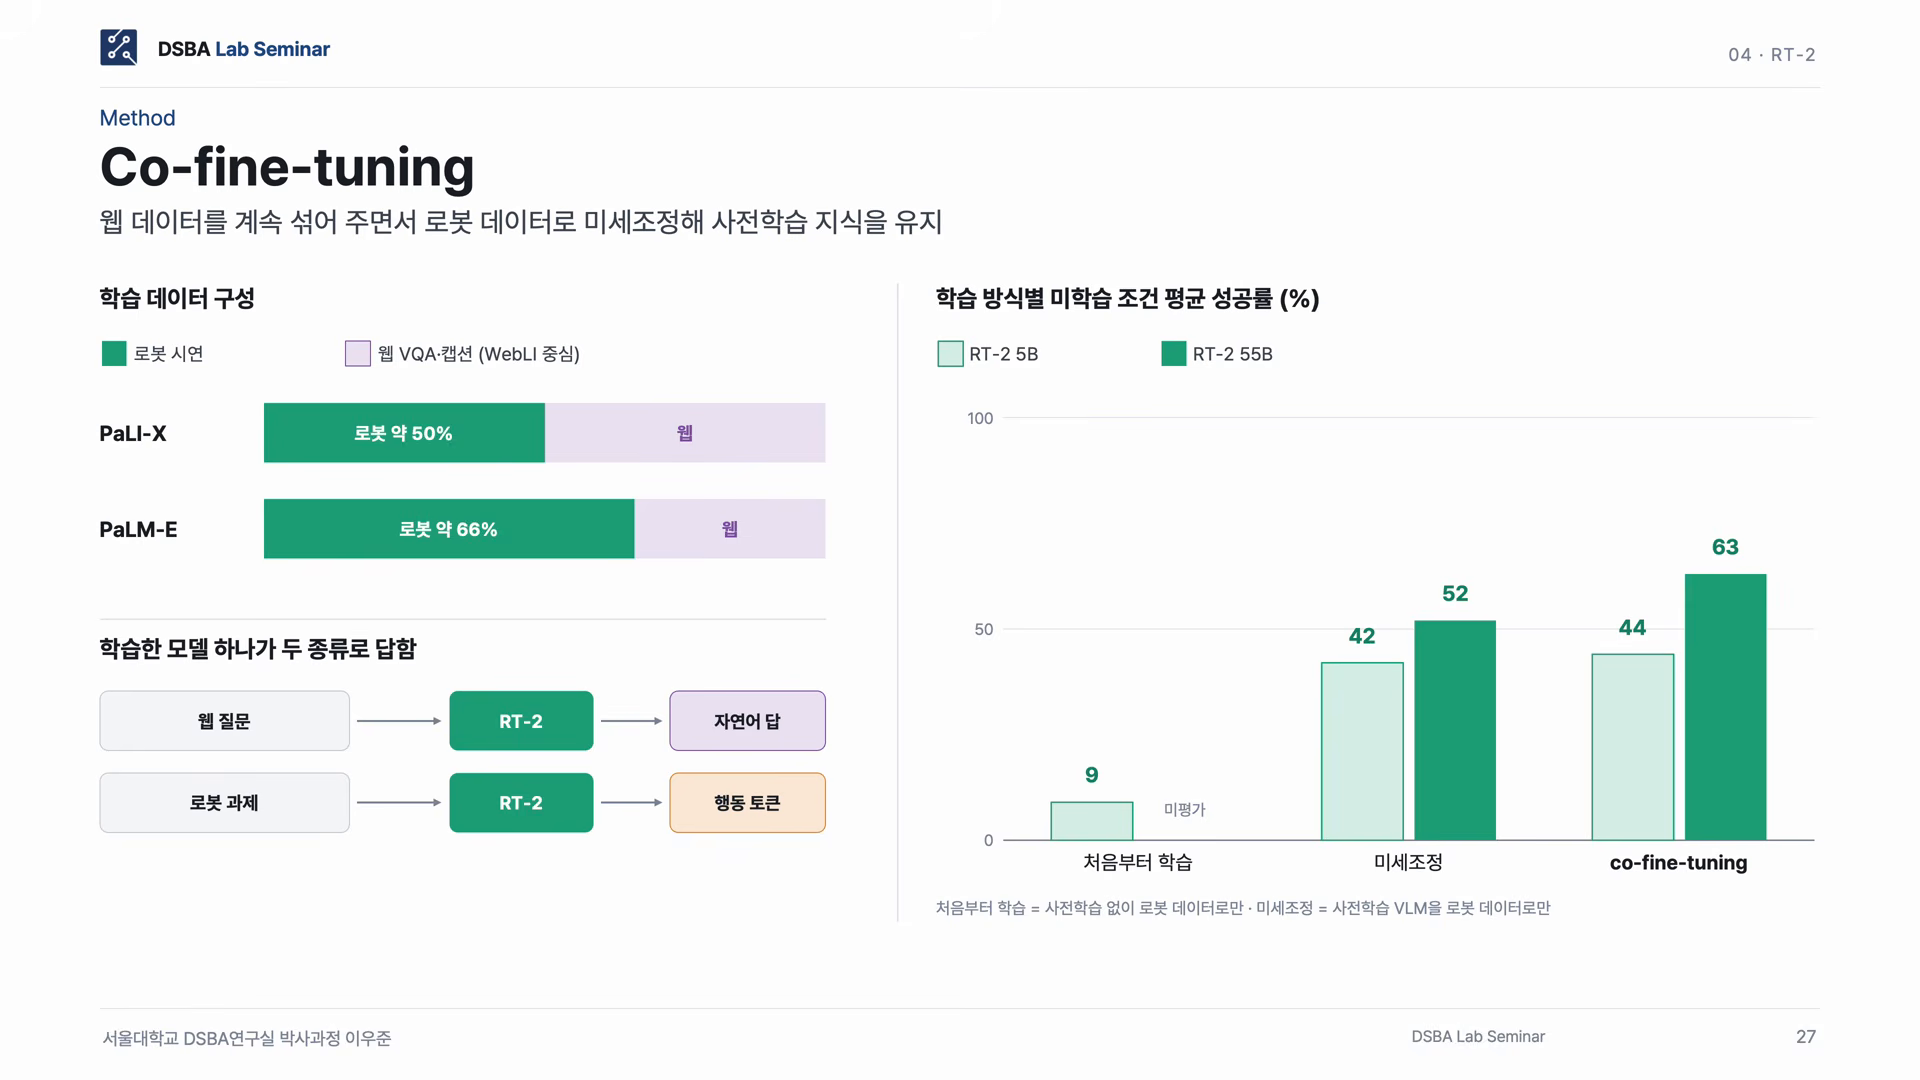 DSBA Lab Seminar
04 · RT-2
Method
Co-fine-tuning
웹 데이터를 계속 섞어 주면서 로봇 데이터로 미세조정해 사전학습 지식을 유지
학습 데이터 구성
로봇 시연
웹 VQA·캡션 (WebLI 중심)
PaLI-X
로봇 약 50%
웹
PaLM-E
로봇 약 66%
웹
학습한 모델 하나가 두 종류로 답함
웹 질문
RT-2
자연어 답
로봇 과제
RT-2
행동 토큰
학습 방식별 미학습 조건 평균 성공률 (%)
RT-2 5B
RT-2 55B
100
50
0
9
미평가
42
52
44
63
처음부터 학습
미세조정
co-fine-tuning
처음부터 학습 = 사전학습 없이 로봇 데이터로만 · 미세조정 = 사전학습 VLM을 로봇 데이터로만
서울대학교 DSBA연구실 박사과정 이우준
DSBA Lab Seminar
27